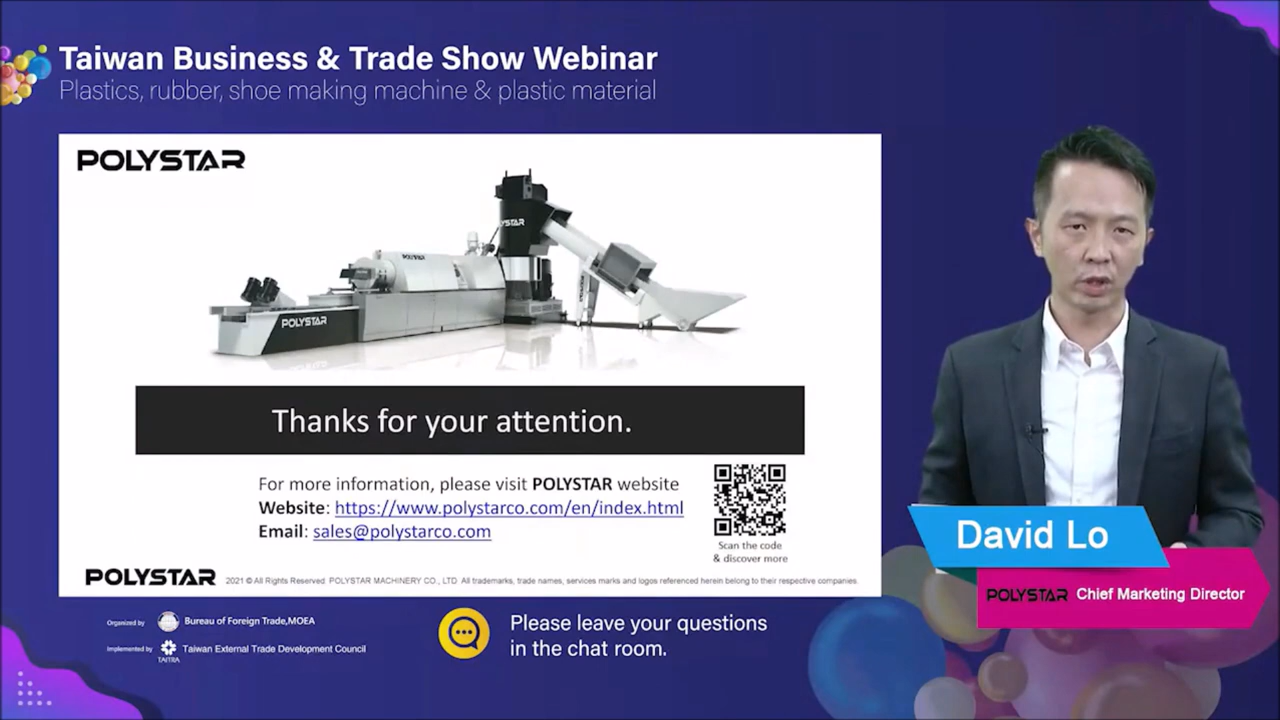 Taiwan Business & Trade Show Webinar
Plastics, rubber, shoe making machine & plastic material
POLYSTAR
POLYSTAR
POLYSTAR
Thanks for your attention.
For more information, please visit POLYSTAR website
Website: https://www.polystarco.com/en/index.html
Email: sales@polystarco.com
Scan the code
& discover more
POLYSTAR 2021 © All Rights Reserved. POLYSTAR MACHINERY CO., LTD. All trademarks, trade names, services marks and logos referenced herein belong to their respective companies.
David Lo
POLYSTAR Chief Marketing Director
Organized by Bureau of Foreign Trade,MOEA
Implemented by TAITRA Taiwan External Trade Development Council
Please leave your questions
in the chat room.